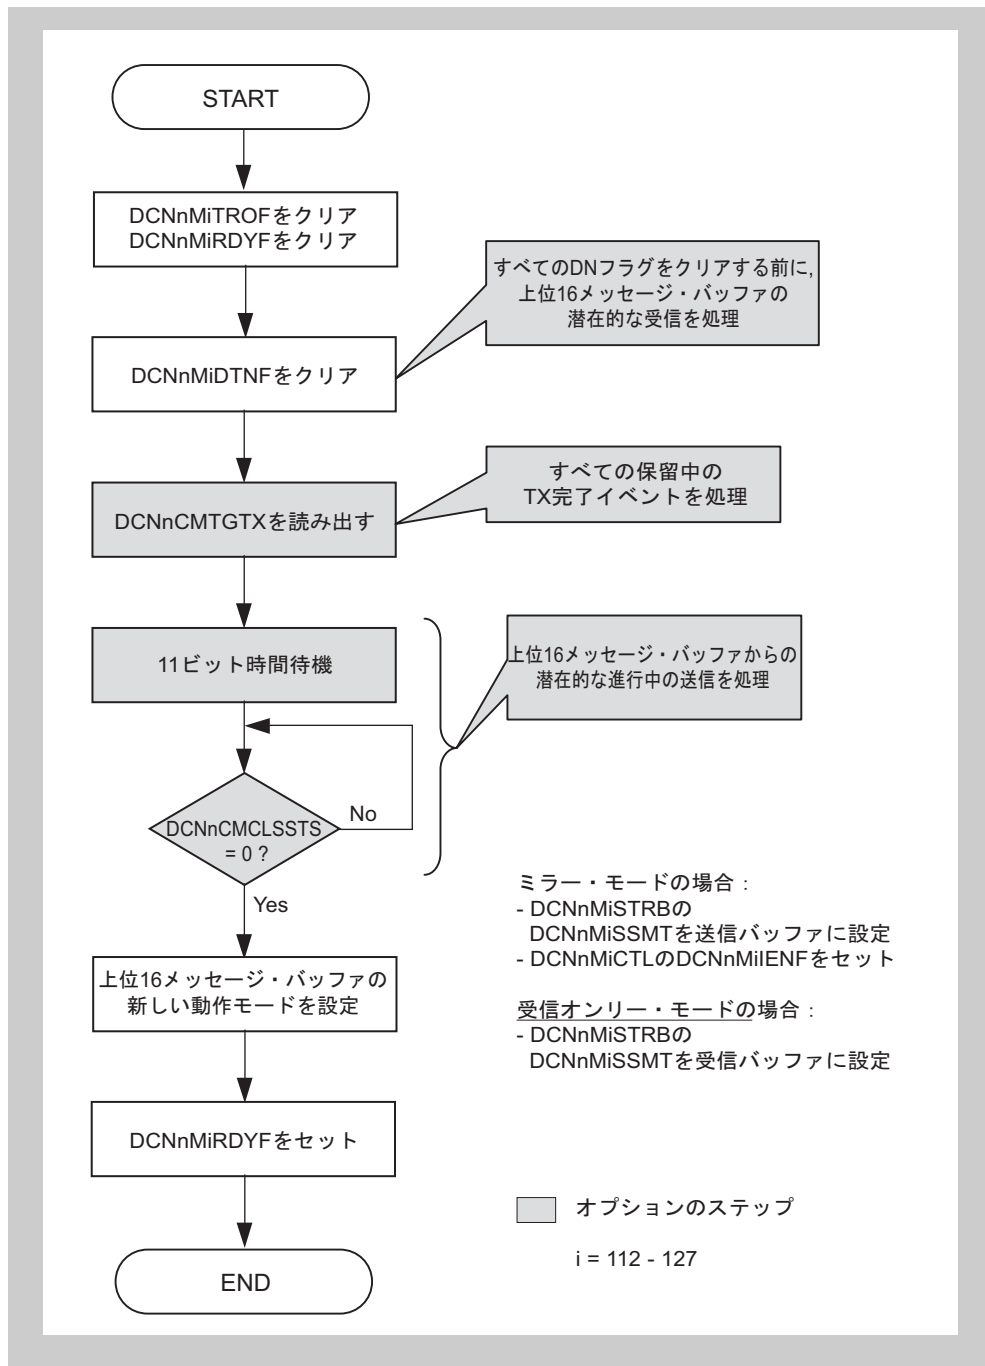 START
DCNnMiTROFをクリア
DCNnMiRDYFをクリア
すべてのDNフラグをクリアする前に,
上位16メッセージ・バッファの
潜在的な受信を処理
DCNnMiDTNFをクリア
すべての保留中の
TX完了イベントを処理
DCNnCMTGTXを読み出す
11ビット時間待機
上位16メッセージ・バッファからの
潜在的な進行中の送信を処理
DCNnCMCLSSTS
= 0 ?
No
Yes
ミラー・モードの場合：
- DCNnMiSTRBの
DCNnMiSSMTを送信バッファに設定
- DCNnMiCTLのDCNnMiIENFをセット
上位16メッセージ・バッファの
新しい動作モードを設定
受信オンリー・モードの場合：
- DCNnMiSTRBの
DCNnMiSSMTを受信バッファに設定
DCNnMiRDYFをセット
オプションのステップ
i = 112 - 127
END